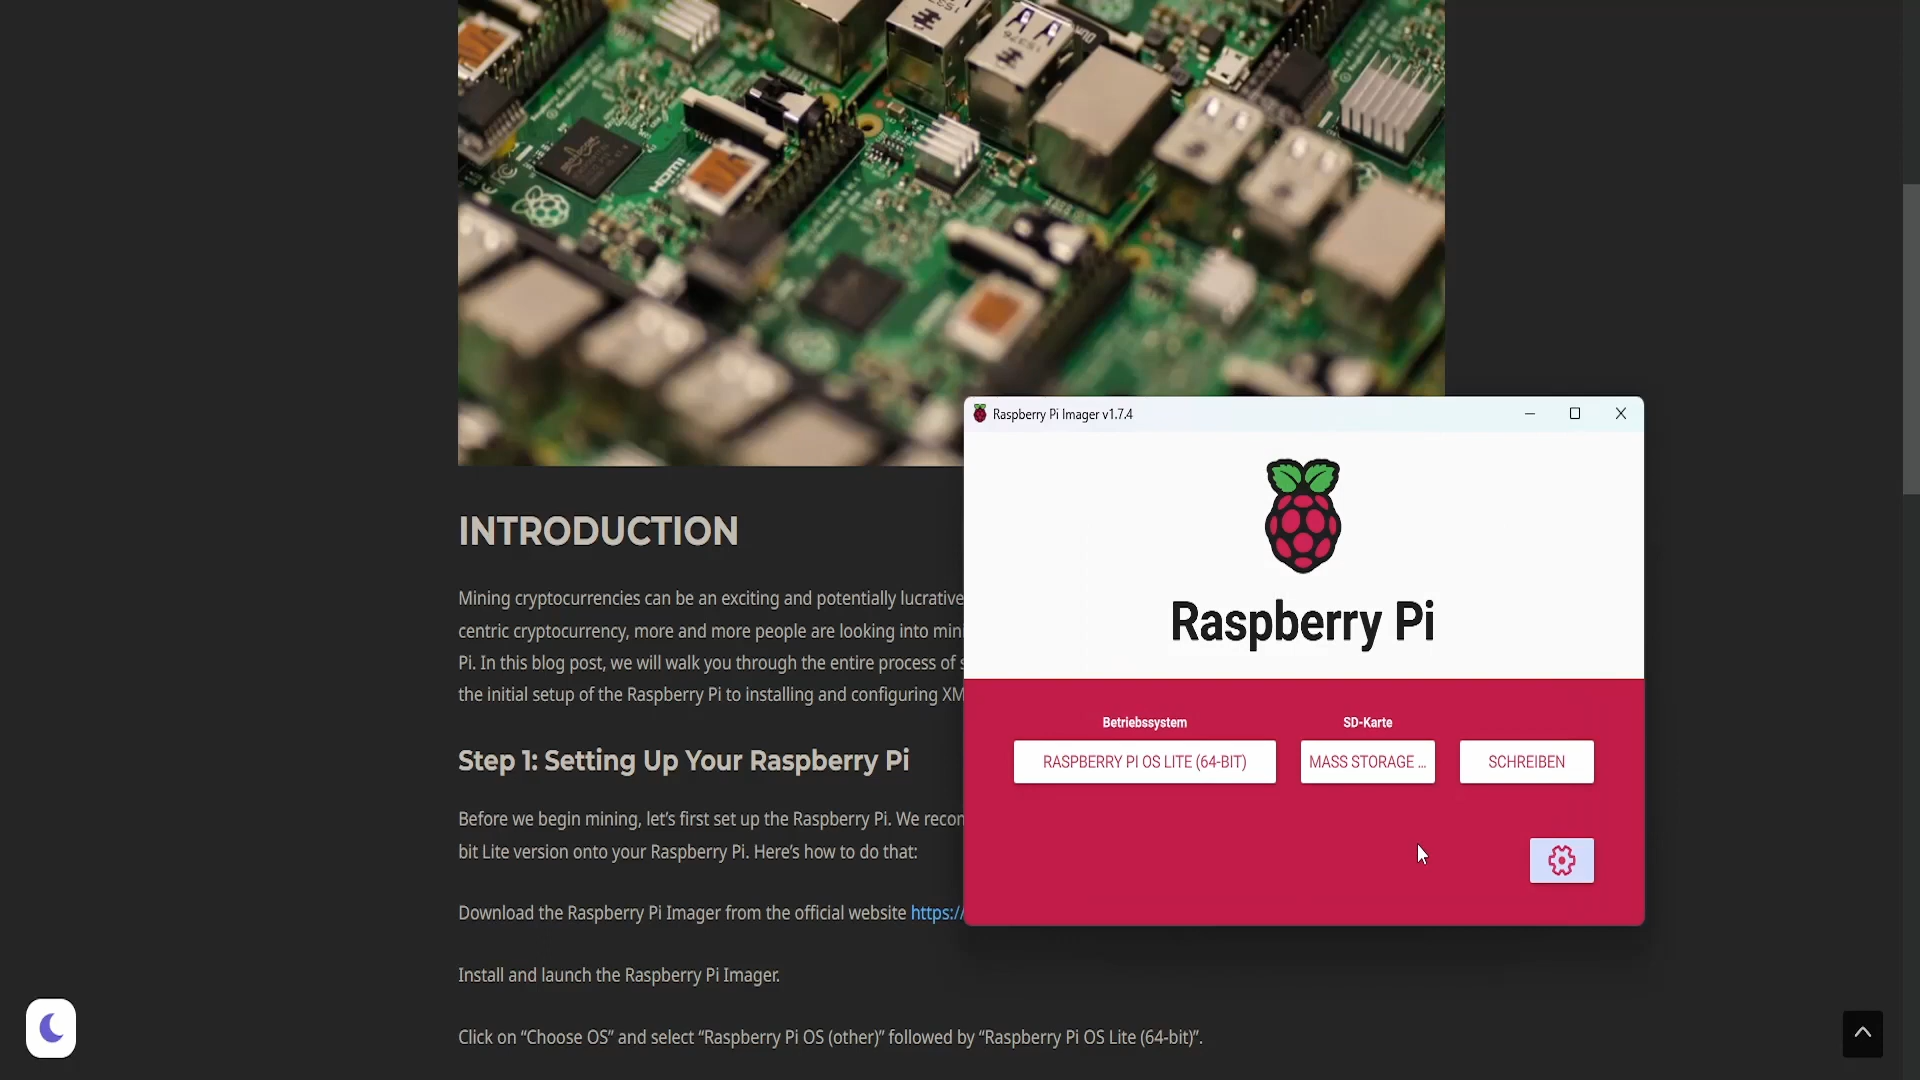 HDMI
Raspberry Pi Imager v1.7.4
Raspberry Pi
Betriebssystem
SD-Karte
RASPBERRY PI OS LITE (64-BIT)
MASS STORAGE ...
SCHREIBEN
INTRODUCTION
Mining cryptocurrencies can be an exciting and potentially lucrative
centric cryptocurrency, more and more people are looking into mini
Pi. In this blog post, we will walk you through the entire process of s
the initial setup of the Raspberry Pi to installing and configuring XM
Step 1: Setting Up Your Raspberry Pi
Before we begin mining, let’s first set up the Raspberry Pi. We recom
bit Lite version onto your Raspberry Pi. Here’s how to do that:
Download the Raspberry Pi Imager from the official website https://
Install and launch the Raspberry Pi Imager.
Click on “Choose OS” and select “Raspberry Pi OS (other)” followed by “Raspberry Pi OS Lite (64-bit)”.